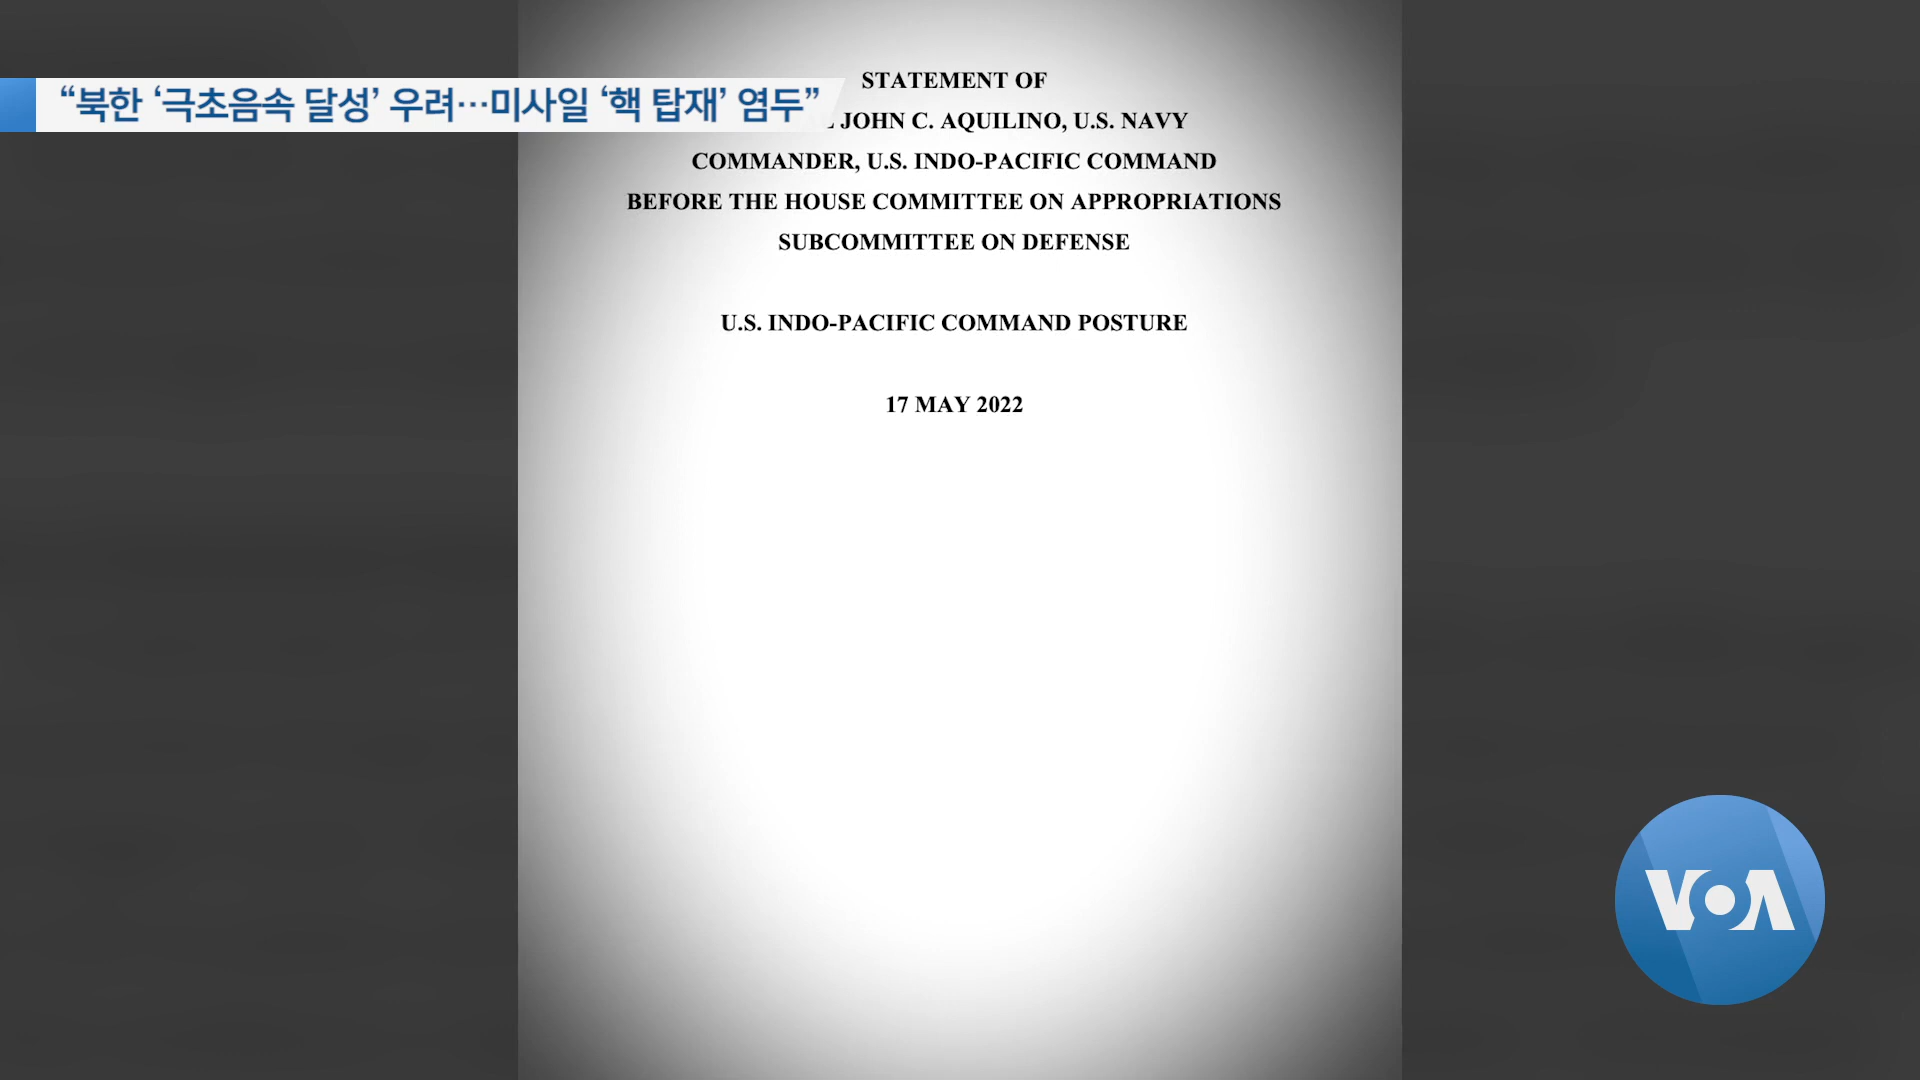 “북한 ‘극초음속 달성’ 우려…미사일 ‘핵 탑재’ 염두”
STATEMENT OF
JOHN C. AQUILINO, U.S. NAVY
COMMANDER, U.S. INDO-PACIFIC COMMAND
BEFORE THE HOUSE COMMITTEE ON APPROPRIATIONS
SUBCOMMITTEE ON DEFENSE
U.S. INDO-PACIFIC COMMAND POSTURE
17 MAY 2022
VOA